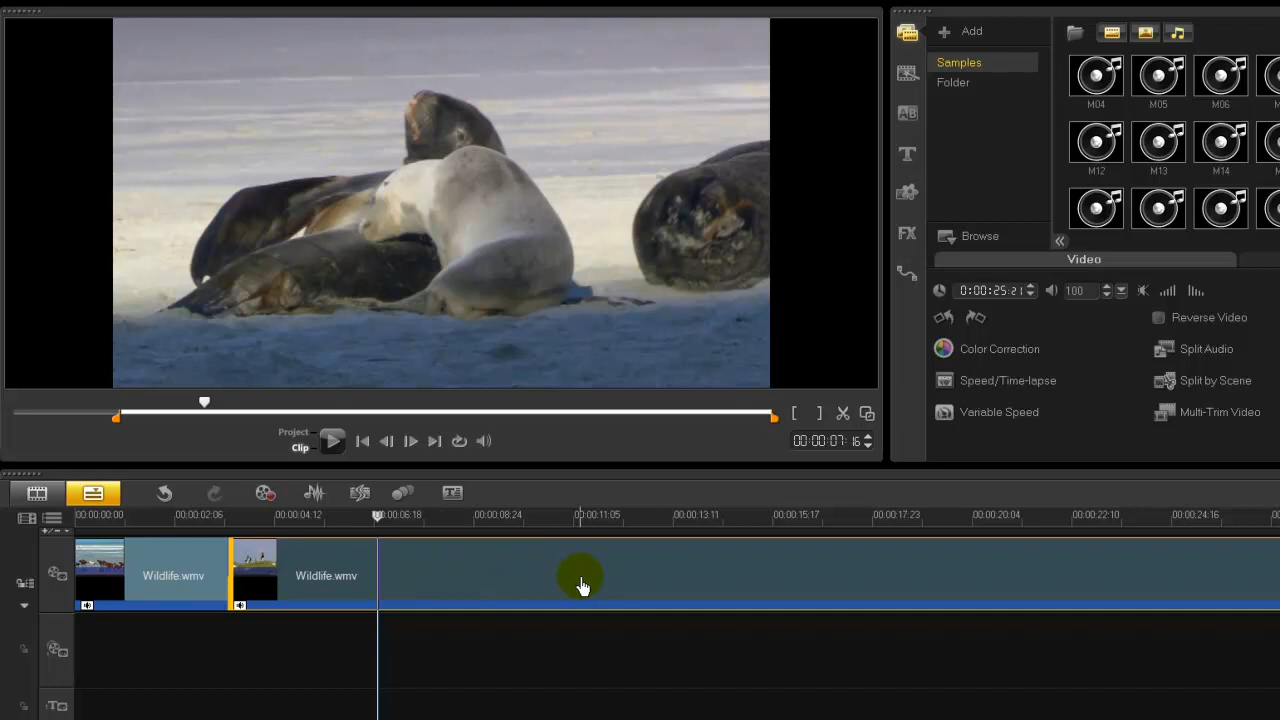 Add
Samples
Folder
M04 M05 M06
M12 M13 M14
Browse
Video
0:00:25:21 100
Reverse Video
Color Correction Split Audio
Speed/Time-lapse Split by Scene
Variable Speed Multi-Trim Video
Project
Clip
00:00:07:16
00:00:00:00 00:00:02:06 00:00:04:12 00:00:06:18 00:00:08:24 00:00:11:05 00:00:13:11 00:00:15:17 00:00:17:23 00:00:20:04 00:00:22:10 00:00:24:16
Wildlife.wmv Wildlife.wmv